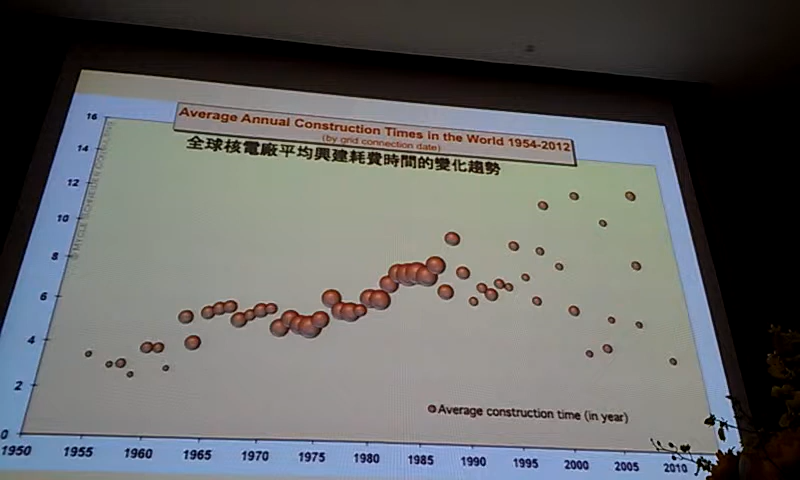 Average Annual Construction Times in the World 1954-2012
(by grid connection date)
全球核電廠平均興建耗費時間的變化趨勢
16
14
12
10
8
6
4
2
0
Average construction time (in year)
1950 1955 1960 1965 1970 1975 1980 1985 1990 1995 2000 2005 2010